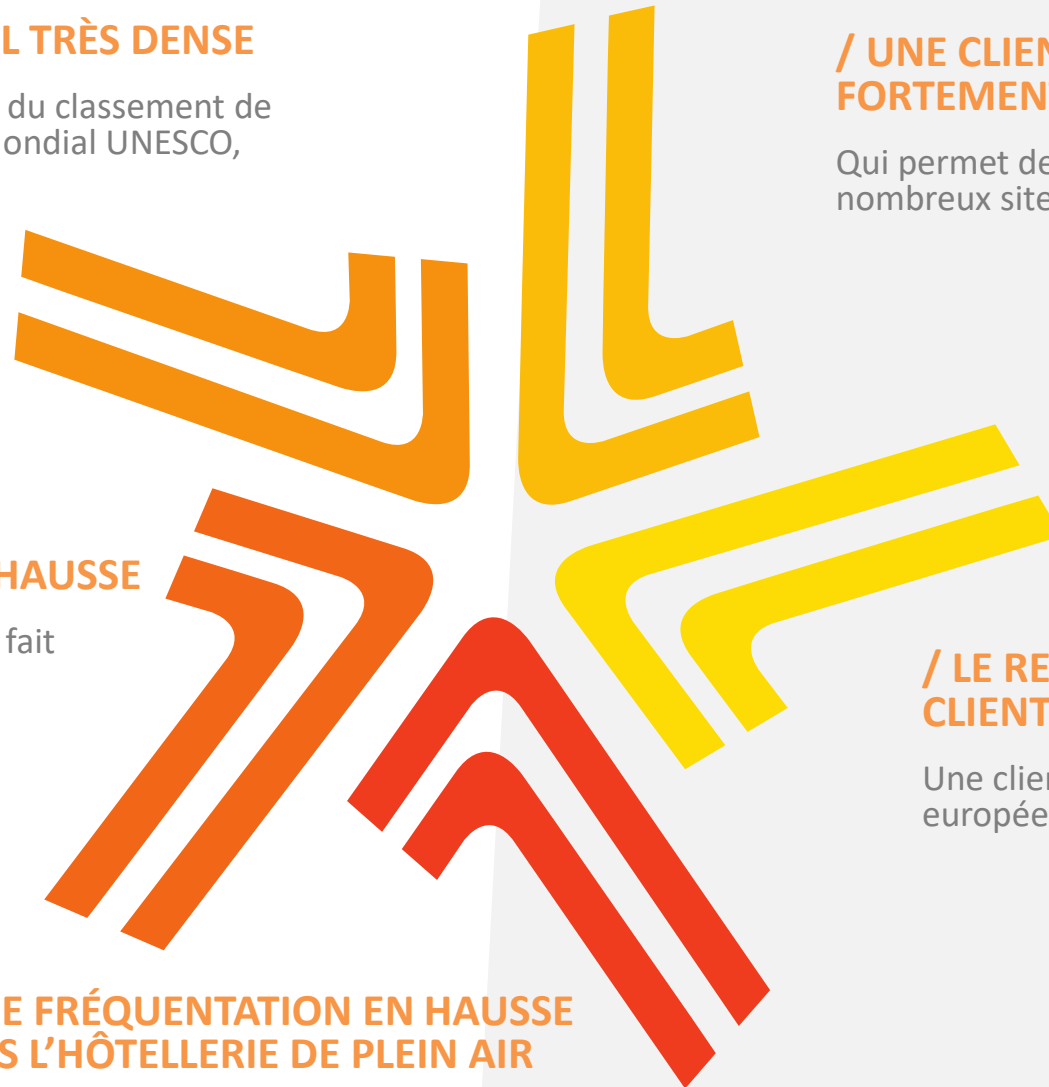 L TRÈS DENSE
du classement de
ondial UNESCO,
/ UNE CLIEN
FORTEMEN
Qui permet de
nombreux site
HAUSSE
fait
/ LE RE
CLIENT
Une clien
europée
E FRÉQUENTATION EN HAUSSE
S L'HÔTELLERIE DE PLEIN AIR